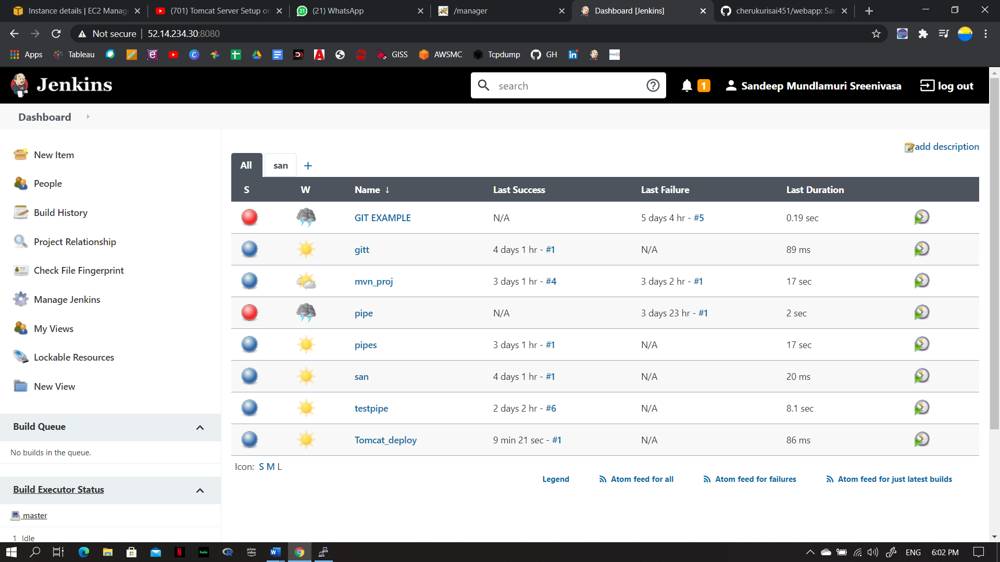 Instance details | EC2 Manag
(701) Tomcat Server Setup on
(21) WhatsApp
/manager
Dashboard [Jenkins]
cherukurisai451/webapp: Sa
Not secure
52.14.234.30:8080
Apps
Tableau
GISS
AWSMC
Tcpdump
GH
Jenkins
search
1
Sandeep Mundlamuri Sreenivasa
log out
Dashboard
New Item
People
Build History
Project Relationship
Check File Fingerprint
Manage Jenkins
My Views
Lockable Resources
New View
Build Queue
No builds in the queue.
Build Executor Status
master
1 Idle
add description
All san +
S W Name ↓ Last Success Last Failure Last Duration
GIT EXAMPLE N/A 5 days 4 hr - #5 0.19 sec
gitt 4 days 1 hr - #1 N/A 89 ms
mvn_proj 3 days 1 hr - #4 3 days 2 hr - #1 17 sec
pipe N/A 3 days 23 hr - #1 2 sec
pipes 3 days 1 hr - #1 N/A 17 sec
san 4 days 1 hr - #1 N/A 20 ms
testpipe 2 days 2 hr - #6 N/A 8.1 sec
Tomcat_deploy 9 min 21 sec - #1 N/A 86 ms
Icon: S M L
Legend Atom feed for all Atom feed for failures Atom feed for just latest builds
hulu
prime video
ENG
6:02 PM